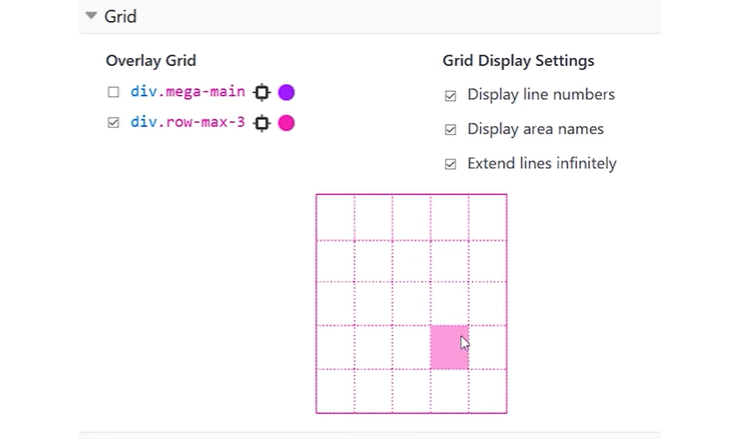 Grid
Overlay Grid
div.mega-main
div.row-max-3
Grid Display Settings
Display line numbers
Display area names
Extend lines infinitely